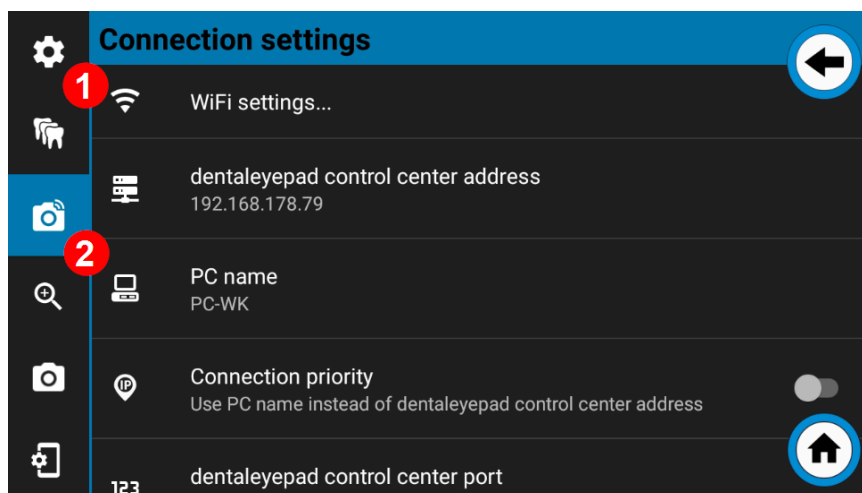 Connection settings
1
WiFi settings...
dentaleyepad control center address
192.168.178.79
2
PC name
PC-WK
IP
Connection priority
Use PC name instead of dentaleyepad control center address
123
dentaleyepad control center port